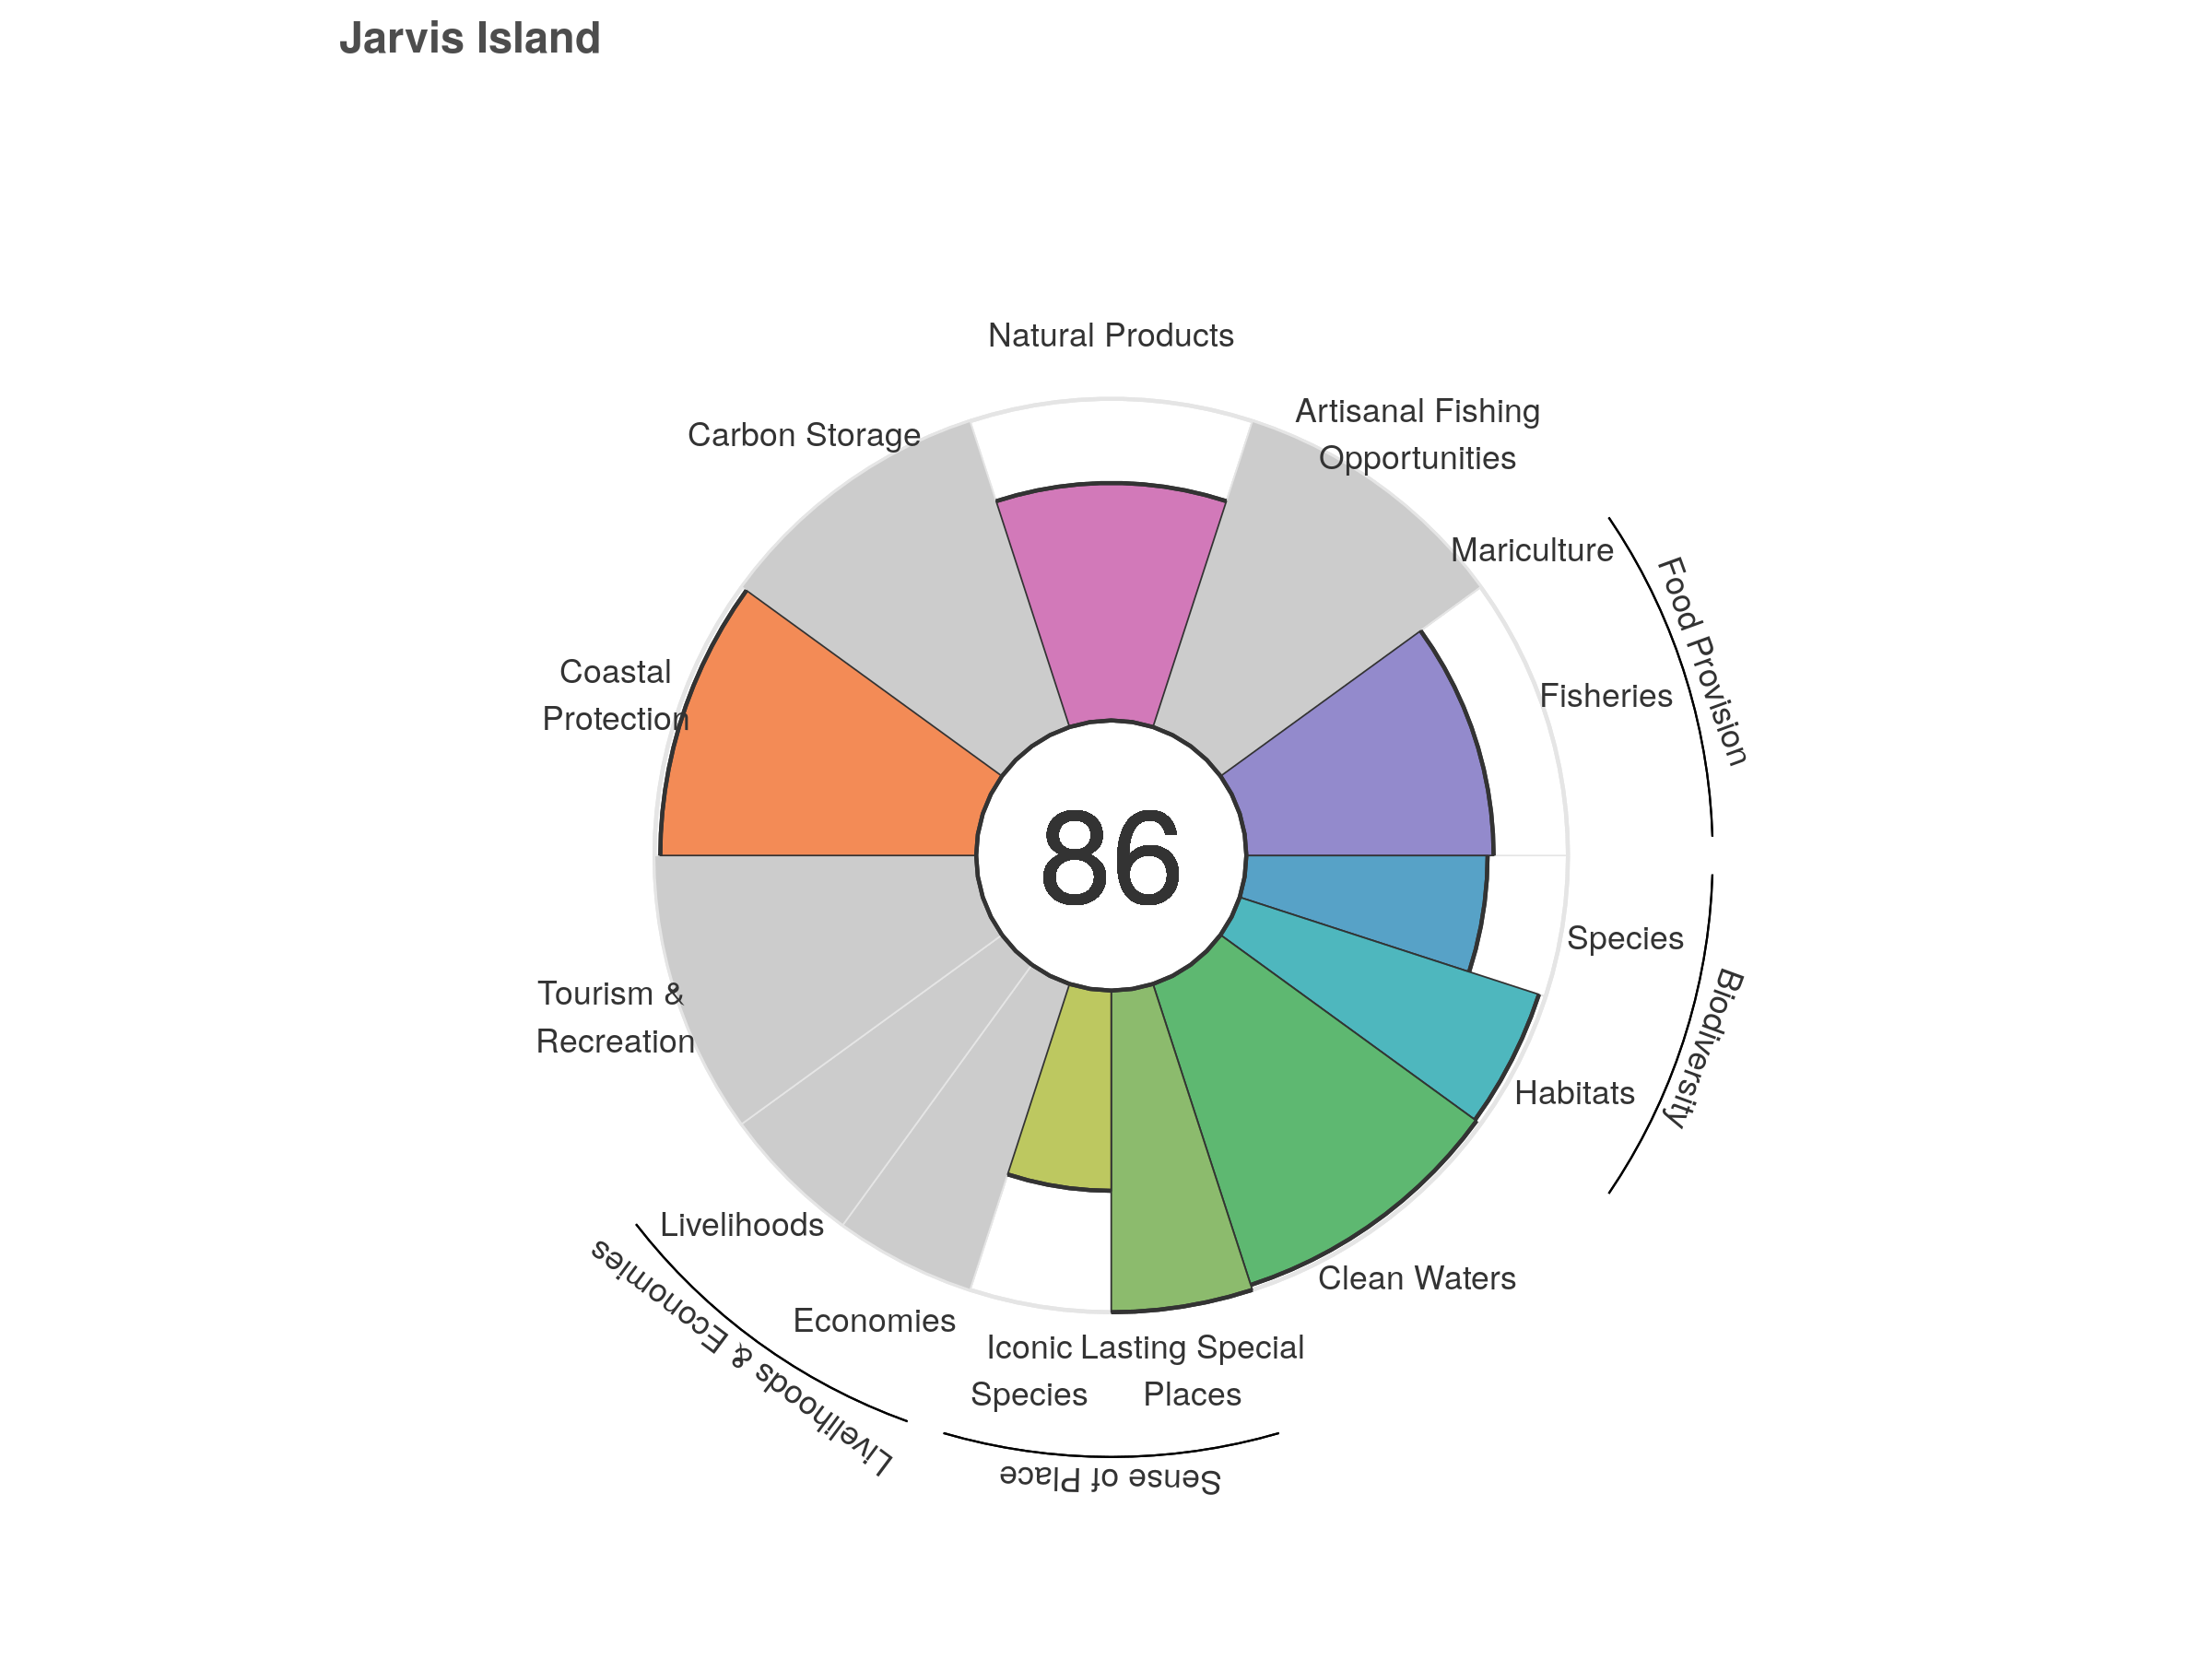 Jarvis Island
Natural Products
Artisanal Fishing
Opportunities
Carbon Storage
Mariculture
Food Provision
Fisheries
Coastal
Protection
86
Species
Biodiversity
Tourism &
Recreation
Habitats
Livelihoods
Clean Waters
Livelihoods & Economies
Economies
Iconic
Species
Lasting Special
Places
Sense of Place